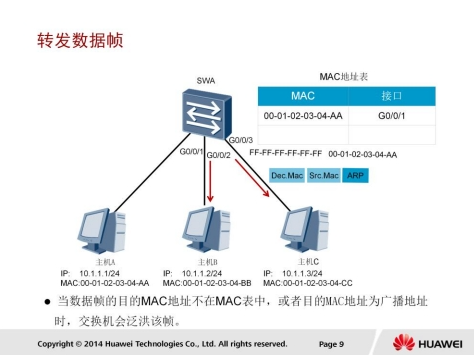 转发数据帧
SWA
MAC地址表
MAC 接口
00-01-02-03-04-AA G0/0/1
G0/0/3
G0/0/1
G0/0/2
FF-FF-FF-FF-FF-FF 00-01-02-03-04-AA
Dec.Mac Src.Mac ARP
主机A 主机B 主机C
IP: 10.1.1.1/24 IP: 10.1.1.2/24 IP: 10.1.1.3/24
MAC:00-01-02-03-04-AA MAC:00-01-02-03-04-BB MAC:00-01-02-03-04-CC
● 当数据帧的目的MAC地址不在MAC表中，或者目的MAC地址为广播地址
时，交换机会泛洪该帧。
Copyright © 2014 Huawei Technologies Co., Ltd. All rights reserved. Page 9 HUAWEI